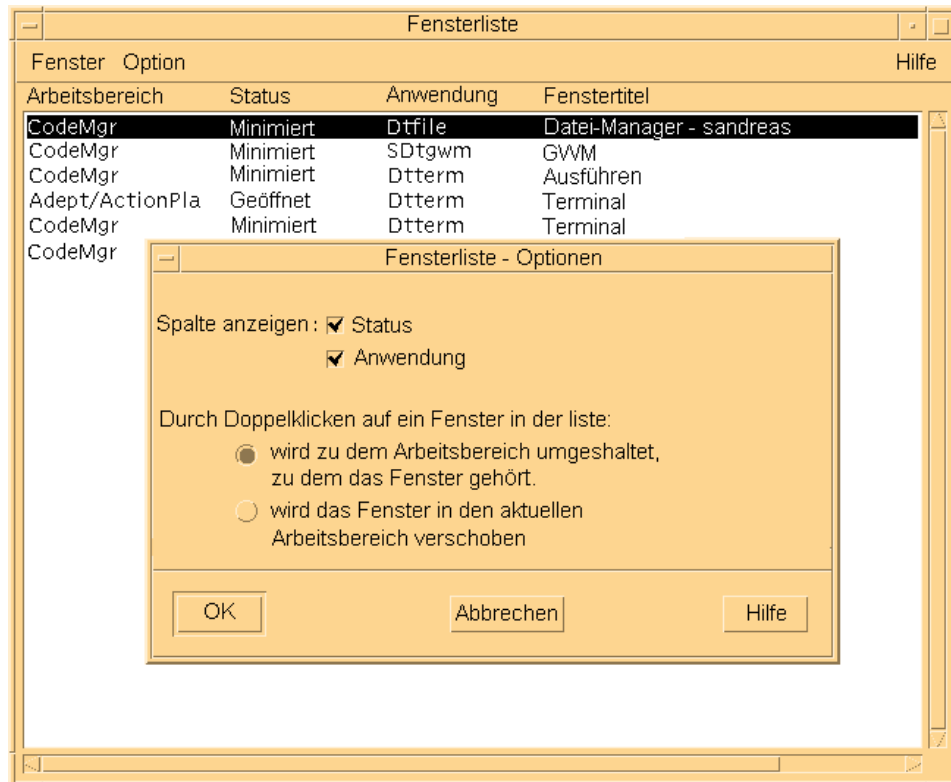 Fensterliste
Fenster Option Hilfe
Arbeitsbereich Status Anwendung Fenstertitel
CodeMgr Minimiert Dtfile Datei-Manager - sandreas
CodeMgr Minimiert SDtgwm GWM
CodeMgr Minimiert Dtterm Ausführen
Adept/ActionPla Geöffnet Dtterm Terminal
CodeMgr Minimiert Dtterm Terminal
CodeMgr
Fensterliste - Optionen
Spalte anzeigen : Status
Anwendung
Durch Doppelklicken auf ein Fenster in der liste:
wird zu dem Arbeitsbereich umgeshaltet,
zu dem das Fenster gehört.
wird das Fenster in den aktuellen
Arbeitsbereich verschoben
OK Abbrechen Hilfe